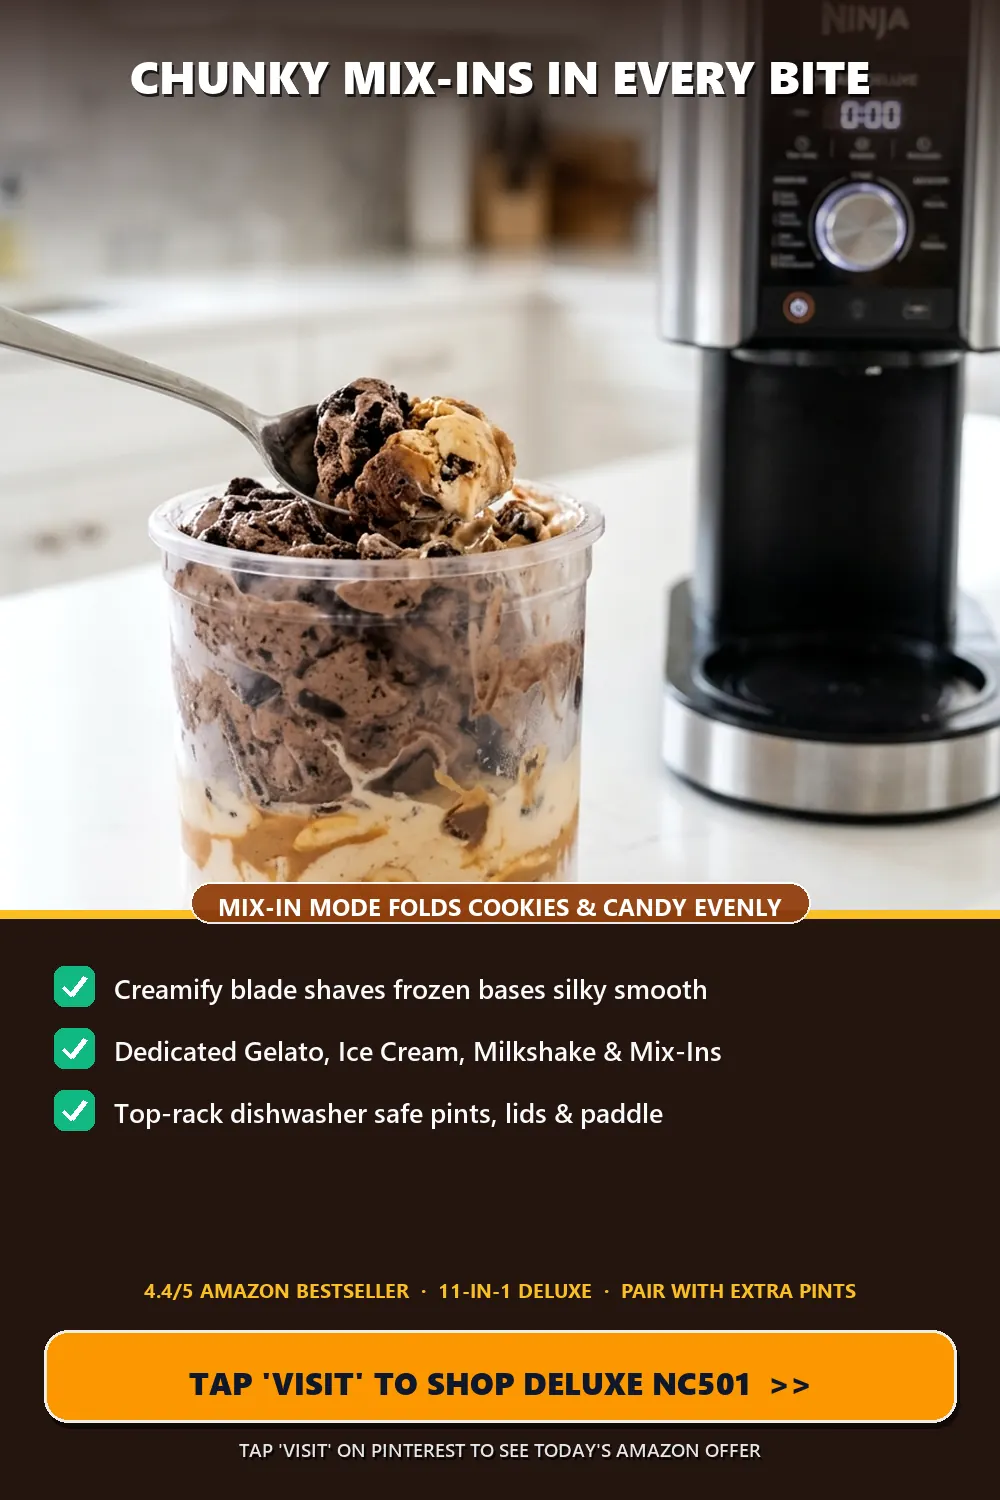 NINJA
CHUNKY MIX-INS IN EVERY BITE
0:00
MIX-IN MODE FOLDS COOKIES & CANDY EVENLY
Creamify blade shaves frozen bases silky smooth
Dedicated Gelato, Ice Cream, Milkshake & Mix-Ins
Top-rack dishwasher safe pints, lids & paddle
4.4/5 AMAZON BESTSELLER · 11-IN-1 DELUXE · PAIR WITH EXTRA PINTS
TAP 'VISIT' TO SHOP DELUXE NC501 >>
TAP 'VISIT' ON PINTEREST TO SEE TODAY'S AMAZON OFFER